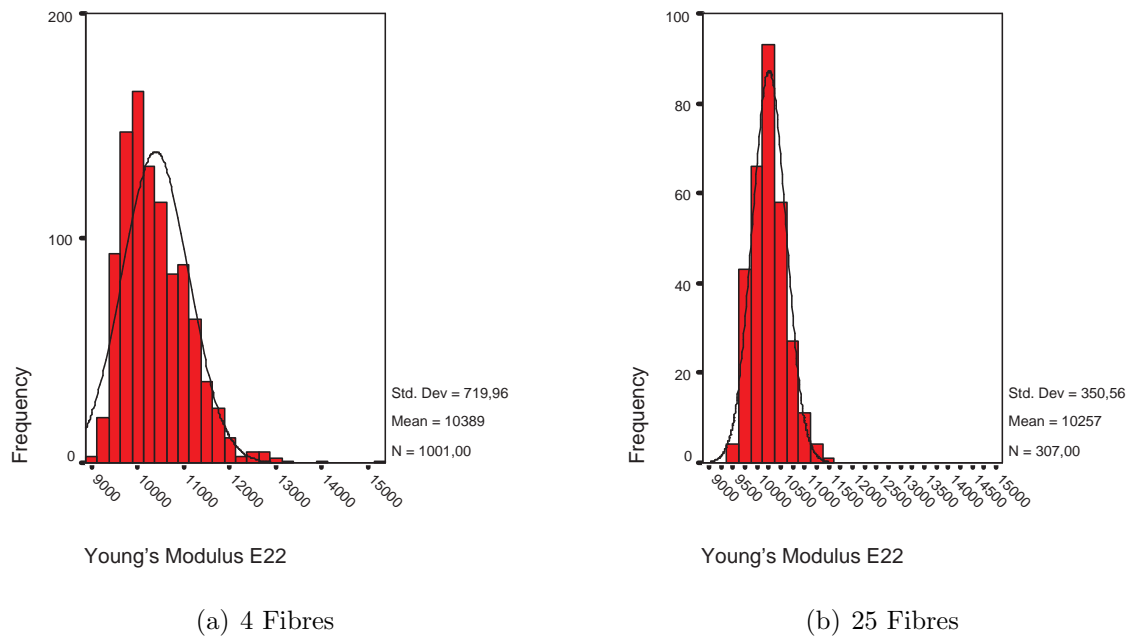 200
100
0
Frequency
9000
10000
11000
12000
13000
14000
15000
Std. Dev = 719,96
Mean = 10389
N = 1001,00
Young's Modulus E22
(a) 4 Fibres
100
80
60
40
20
0
Frequency
9000
9500
10000
10500
11000
11500
12000
12500
13000
13500
14000
14500
15000
Std. Dev = 350,56
Mean = 10257
N = 307,00
Young's Modulus E22
(b) 25 Fibres